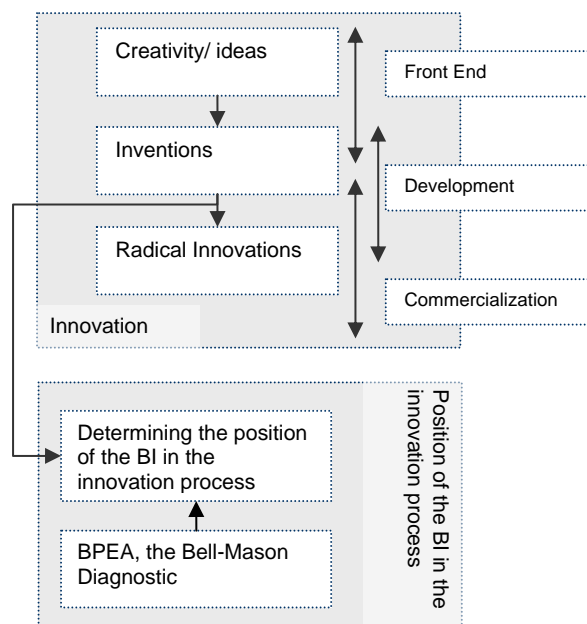 Creativity/ ideas
Front End
Inventions
Development
Radical Innovations
Commercialization
Innovation
Determining the position
of the BI in the
innovation process
Position of the BI in the
innovation process
BPEA, the Bell-Mason
Diagnostic